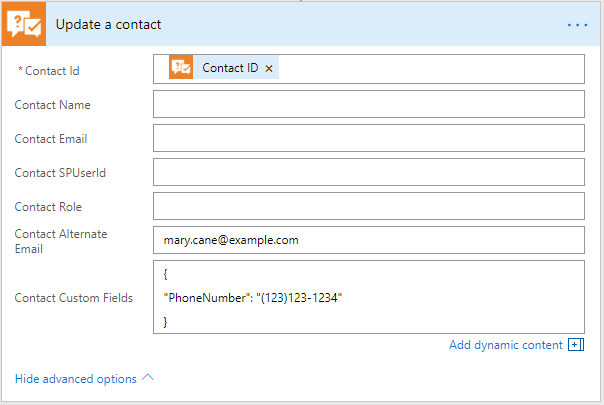 Update a contact
* Contact Id
Contact ID ×
Contact Name
Contact Email
Contact SPUserId
Contact Role
Contact Alternate
Email
mary.cane@example.com
Contact Custom Fields
{
"PhoneNumber": "(123)123-1234"
}
Add dynamic content
Hide advanced options